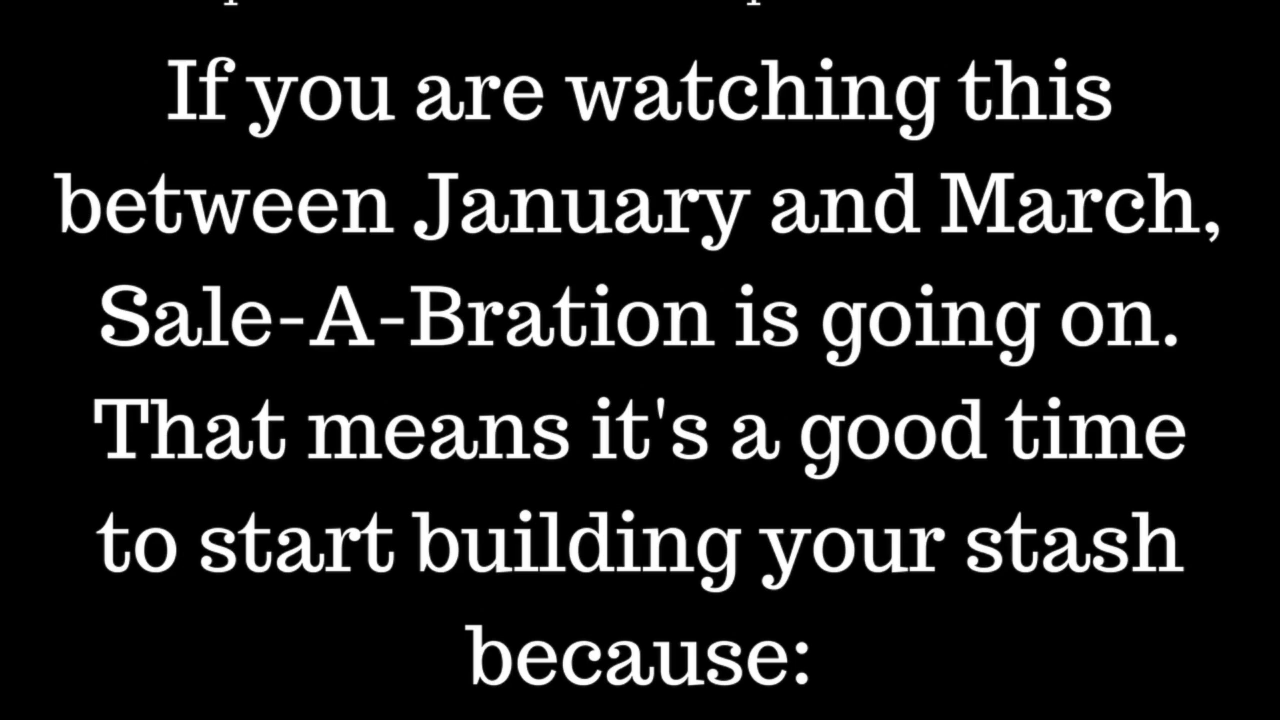 If you are watching this
between January and March,
Sale-A-Bration is going on.
That means it's a good time
to start building your stash
because: